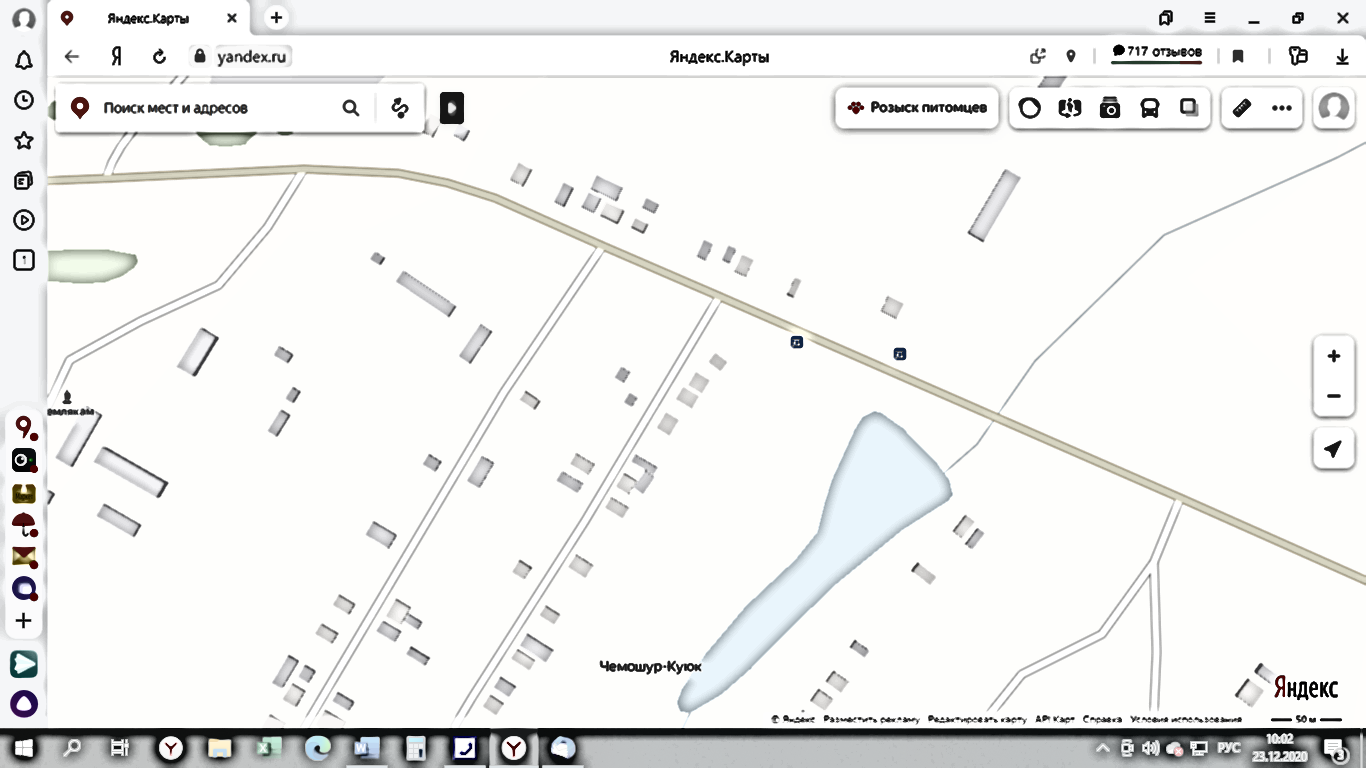 Яндекс.Карты
yandex.ru
Яндекс.Карты
717 отзывов
Поиск мест и адресов
Розыск питомцев
емлякам
Чемошур-Куюк
Яндекс
© Яндекс Разместить рекламу Редактировать карту API Карт Справка Условия использования 50 м
РУС
10:02
23.12.2020